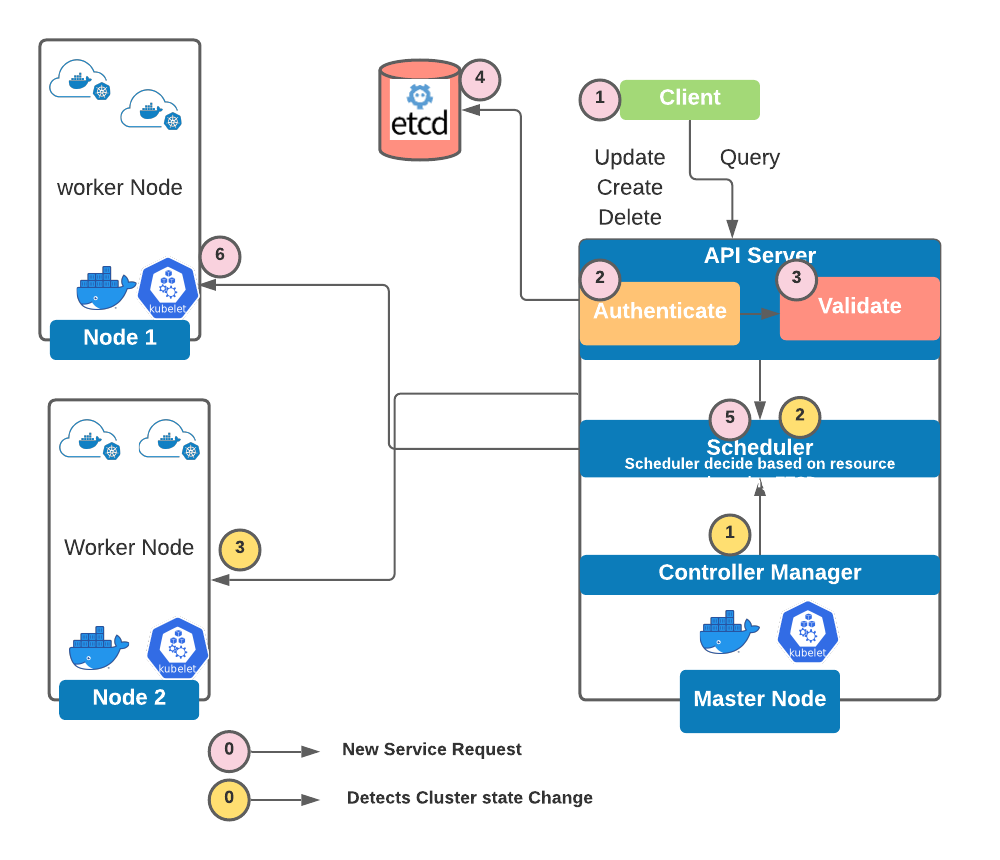 4
etcd
1
Client
Update
Query
Create
Delete
worker Node
API Server
6
2
3
Authenticate
Validate
kubelet
Node 1
5
2
Scheduler
Scheduler decide based on resource
Worker Node
3
1
Controller Manager
kubelet
Node 2
kubelet
Master Node
0
New Service Request
0
Detects Cluster state Change